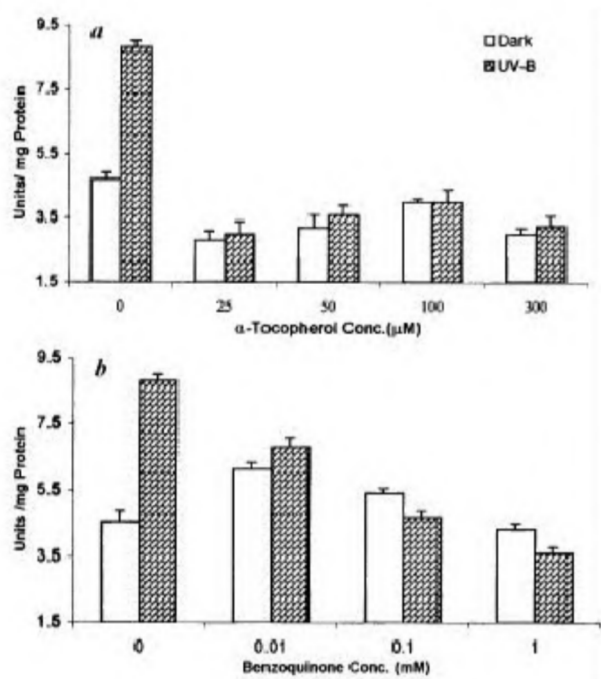 9.5
a
Dark
UV-B
7.5
5.5
3.5
1.5
Units/ mg Protein
0 25 50 100 300
α-Tocopherol Conc.(μM)
9.5
b
7.5
5.5
3.5
1.5
Units /mg Protein
0 0.01 0.1 1
Benzoquinone Conc. (mM)